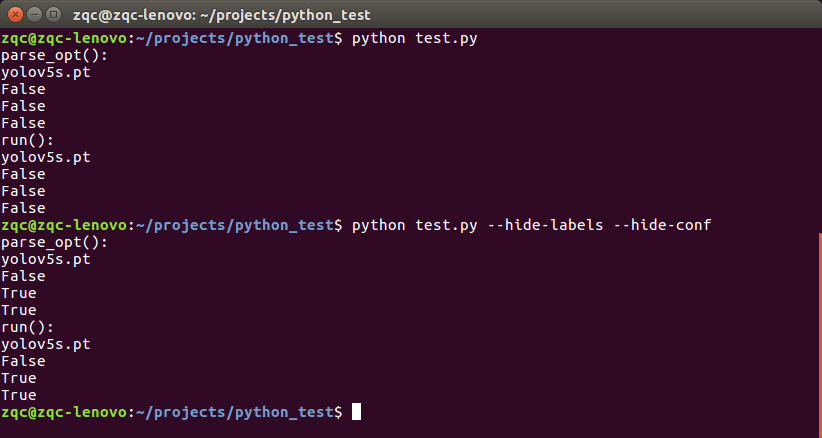 zqc@zqc-lenovo: ~/projects/python_test
zqc@zqc-lenovo:~/projects/python_test$ python test.py
parse_opt():
yolov5s.pt
False
False
False
run():
yolov5s.pt
False
False
False
zqc@zqc-lenovo:~/projects/python_test$ python test.py --hide-labels --hide-conf
parse_opt():
yolov5s.pt
False
True
True
run():
yolov5s.pt
False
True
True
zqc@zqc-lenovo:~/projects/python_test$